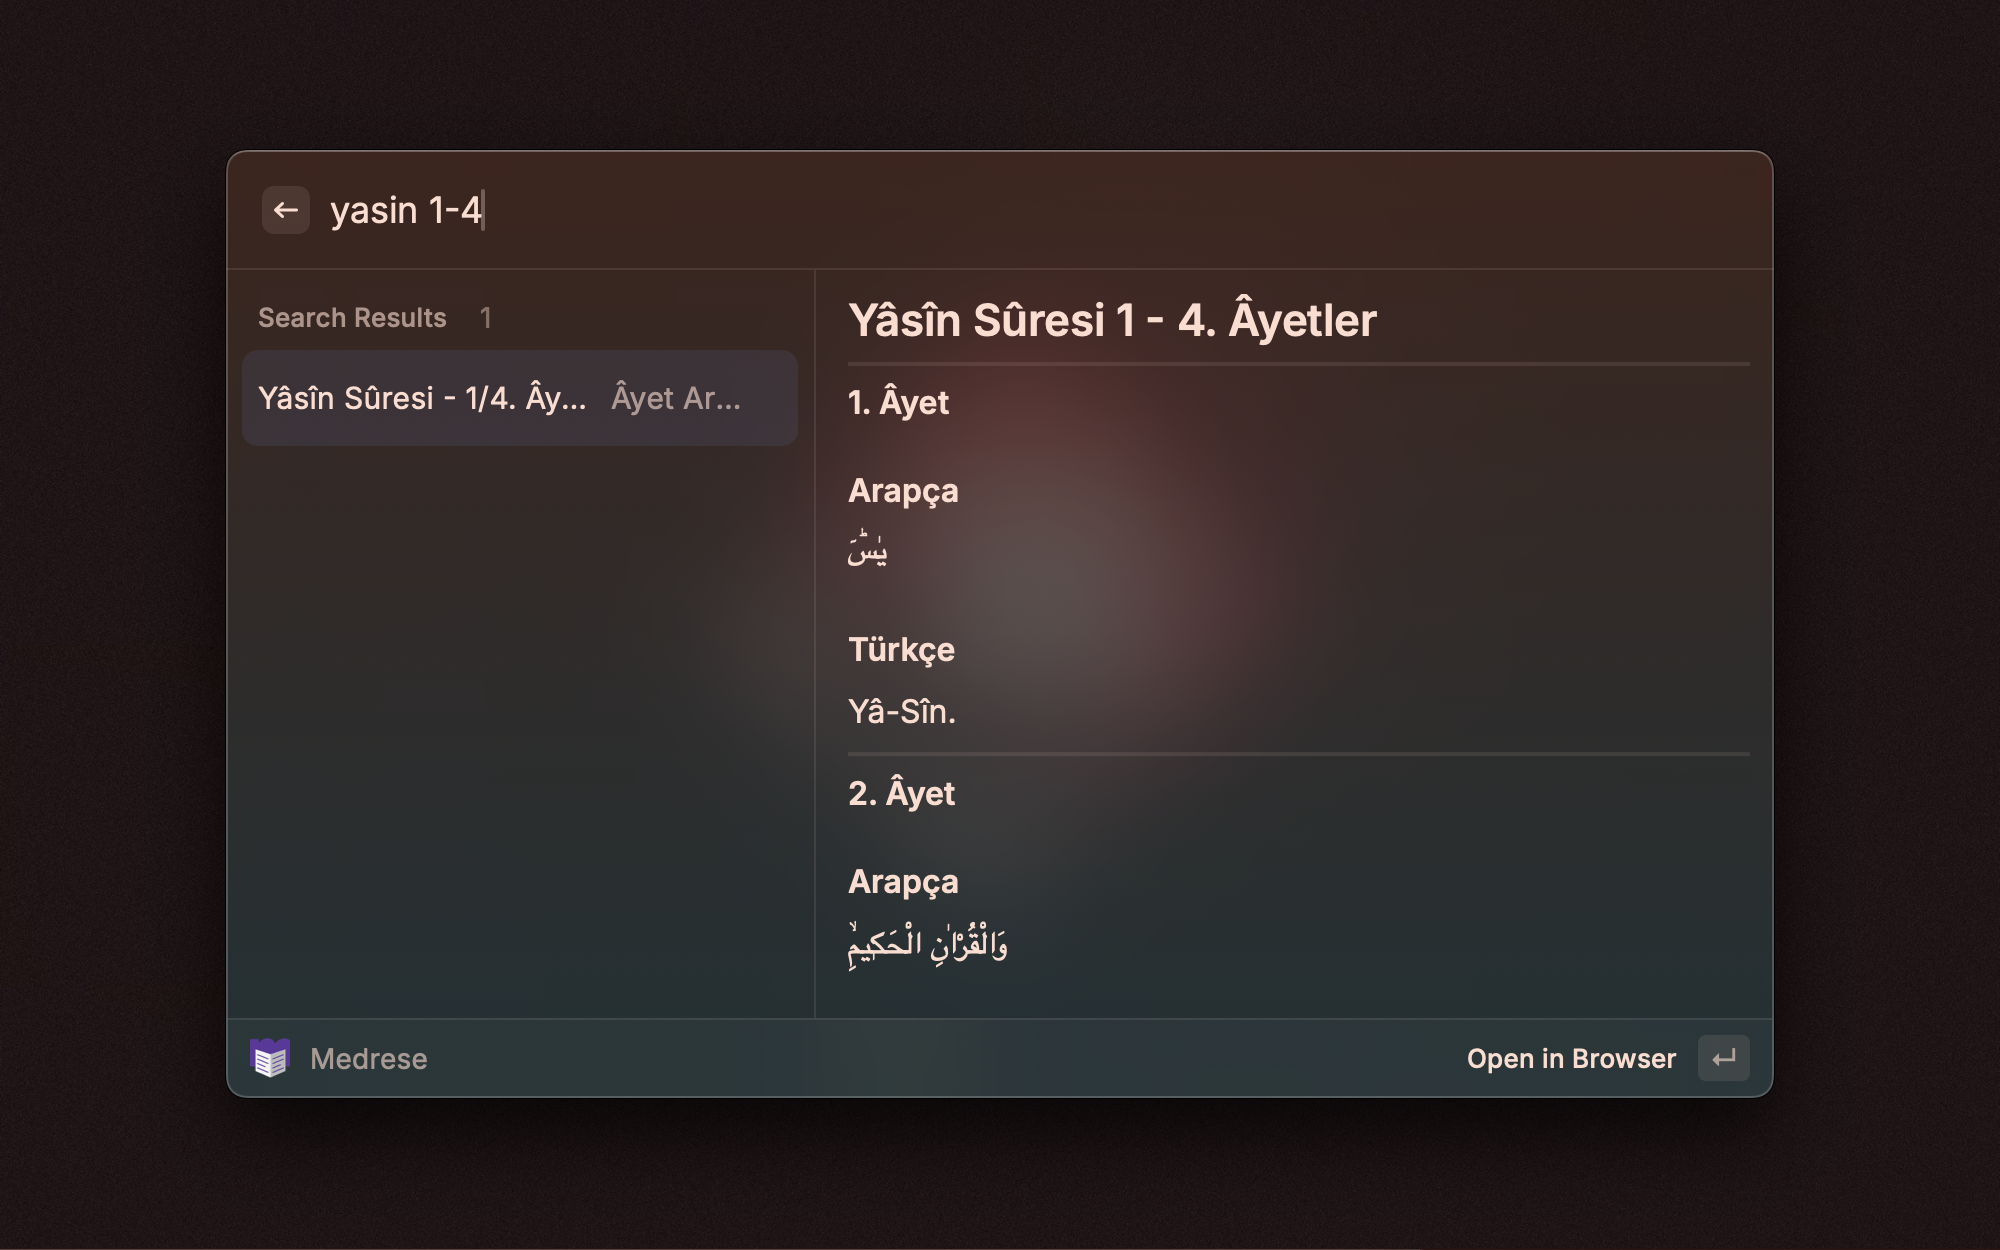 yasin 1-4
Search Results 1
Yâsîn Sûresi - 1/4. Ây... Âyet Ar...
Yâsîn Sûresi 1 - 4. Âyetler
1. Âyet
Arapça
يٰسٓۜ
Türkçe
Yâ-Sîn.
2. Âyet
Arapça
وَالْقُرْاٰنِ الْحَك۪يمِۙ
Medrese
Open in Browser